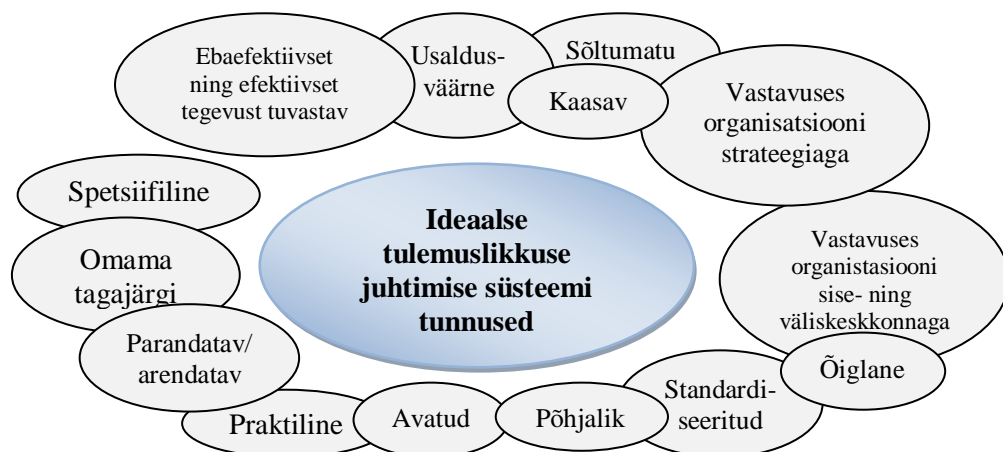 Ebaefektiivset
ning efektiivset
tegevust tuvastav
Usaldus-
väärne
Sõltumatu
Kaasav
Vastavuses
organisatsiooni
strateegiaga
Spetsiifiline
Omama
tagajärgi
Parandatav/
arendatav
Praktiline
Avatud
Põhjalik
Standardi-
seeritud
Õiglane
Vastavuses
organistasiooni
sise- ning
väliskeskkonnaga
Ideaalse
tulemuslikkuse
juhtimise süsteemi
tunnused